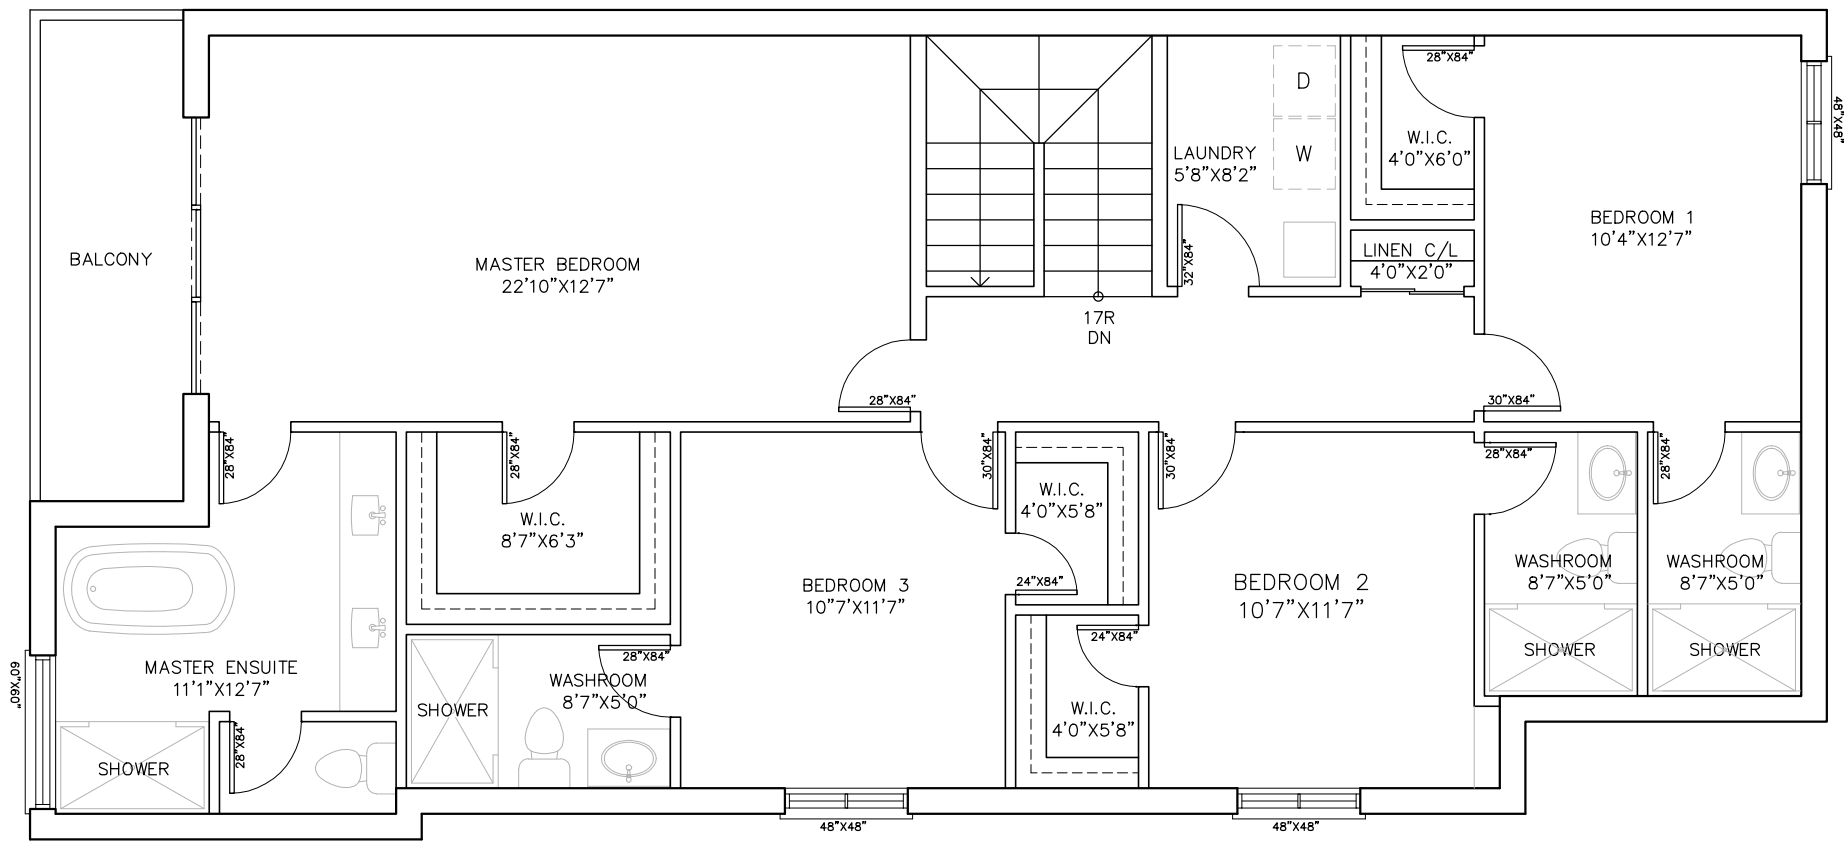 BALCONY
MASTER BEDROOM
22'10"X12'7"
17R
DN
LAUNDRY
5'8"X8'2"
D
W
32"X84"
28"X84"
W.I.C.
4'0"X6'0"
LINEN C/L
4'0"X2'0"
BEDROOM 1
10'4"X12'7"
48"X48"
28"X84"
30"X84"
28"X84"
28"X84"
W.I.C.
8'7"X6'3"
30"X84"
W.I.C.
4'0"X5'8"
24"X84"
30"X84"
28"X84"
28"X84"
BEDROOM 3
10"7'X11'7"
BEDROOM 2
10'7"X11'7"
WASHROOM
8'7"X5'0"
WASHROOM
8'7"X5'0"
SHOWER
SHOWER
MASTER ENSUITE
11'1"X12'7"
60"X60"
28"X84"
SHOWER
28"X84"
WASHROOM
8'7"X5'0"
SHOWER
24"X84"
W.I.C.
4'0"X5'8"
48"X48"
48"X48"